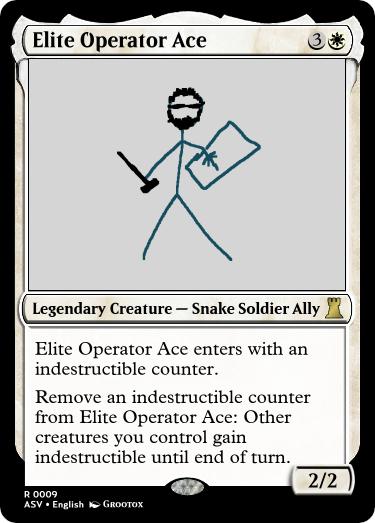 Elite Operator Ace 3
Legendary Creature — Snake Soldier Ally
Elite Operator Ace enters with an
indestructible counter.
Remove an indestructible counter
from Elite Operator Ace: Other
creatures you control gain
indestructible until end of turn.
2/2
R 0009
ASV • English Grootox